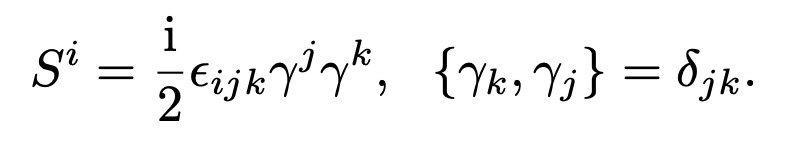 $S^i = \frac{\mathrm{i}}{2} \epsilon_{ijk} \gamma^j \gamma^k, \quad \{\gamma_k, \gamma_j\} = \delta_{jk}.$